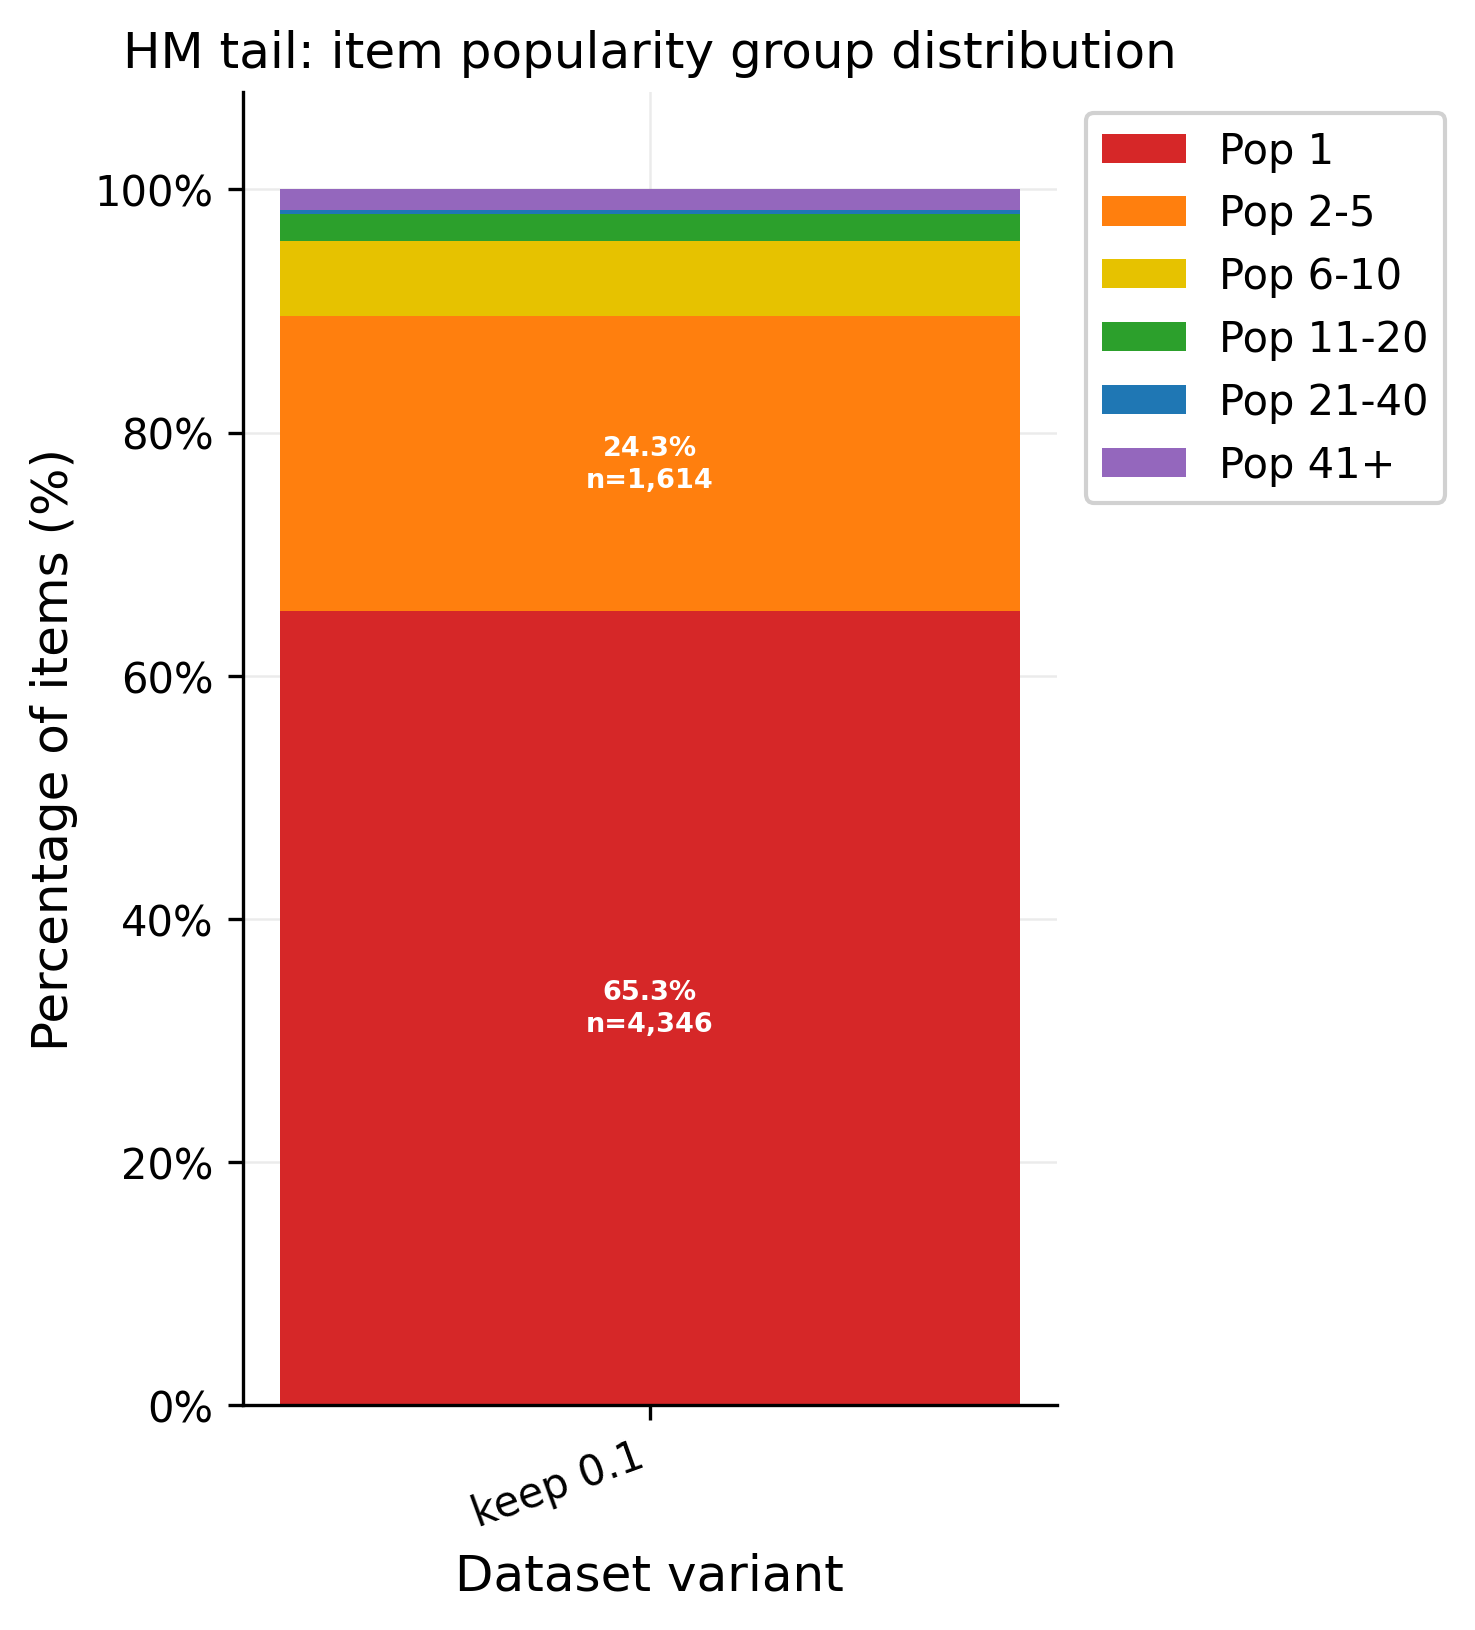 HM tail: item popularity group distribution
Pop 1
Pop 2-5
Pop 6-10
Pop 11-20
Pop 21-40
Pop 41+
Percentage of items (%)
100%
80%
60%
40%
20%
0%
24.3%
n=1,614
65.3%
n=4,346
keep 0.1
Dataset variant